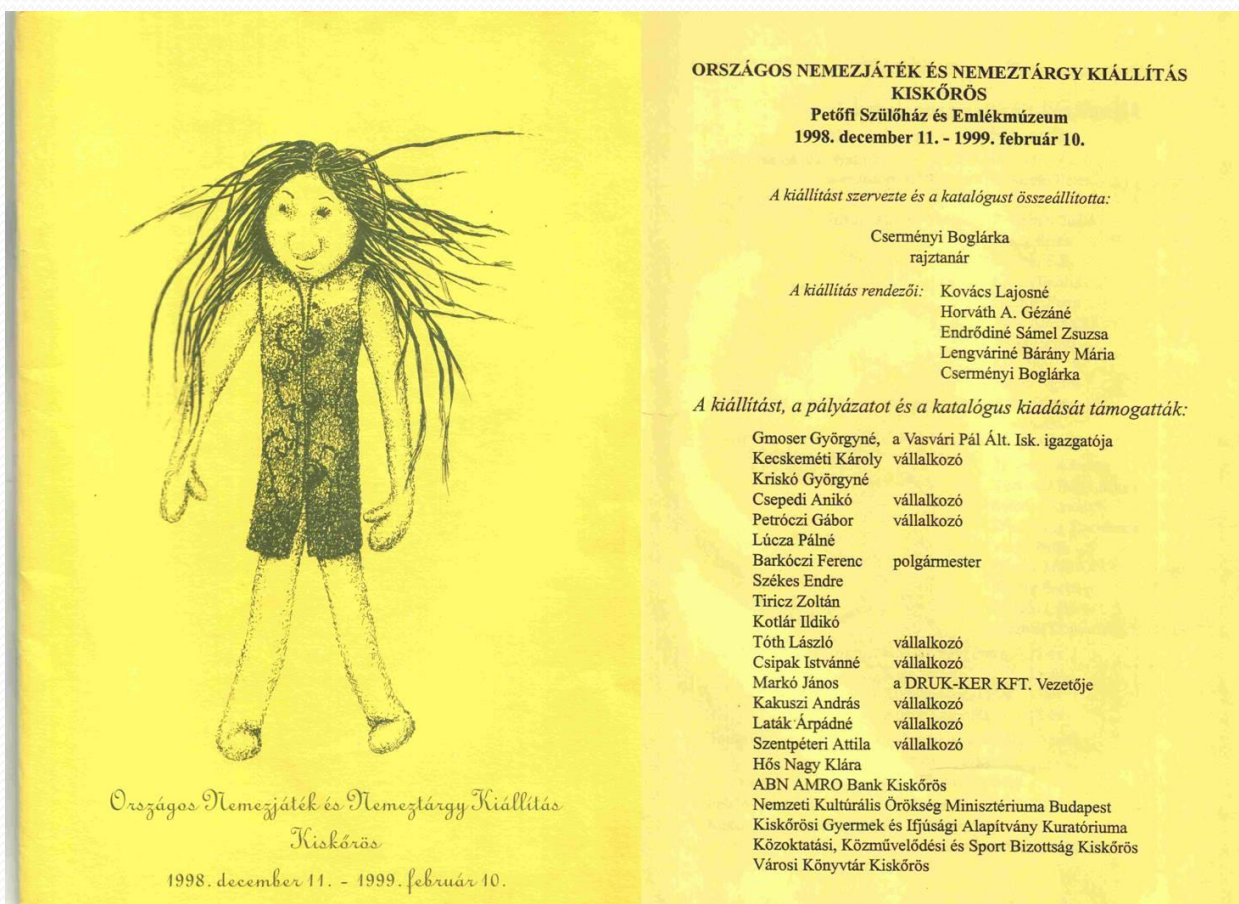 Országos Nemezjáték és Nemeztárgy Kiállítás
Kiskőrös
1998. december 11. - 1999. február 10.
ORSZÁGOS NEMEZJÁTÉK ÉS NEMEZTÁRGY KIÁLLÍTÁS
KISKŐRÖS
Petőfi Szülőház és Emlékmúzeum
1998. december 11. - 1999. február 10.
A kiállítást szervezte és a katalógust összeállította:
Cserményi Boglárka
rajztanár
A kiállítás rendezői: Kovács Lajosné
Horváth A. Gézáné
Endrődiné Sámel Zsuzsa
Lengváriné Bárány Mária
Cserményi Boglárka
A kiállítást, a pályázatot és a katalógus kiadását támogatták:
Gmoser Györgyné, a Vasvári Pál Ált. Isk. igazgatója
Kecskeméti Károly vállalkozó
Kriskó Györgyné
Csepedi Anikó vállalkozó
Petróczi Gábor vállalkozó
Lúcza Pálné
Barkóczi Ferenc polgármester
Székes Endre
Tiricz Zoltán
Kotlár Ildikó
Tóth László vállalkozó
Csipak Istvánné vállalkozó
Markó János a DRUK-KER KFT. Vezetője
Kakuszi András vállalkozó
Laták Árpádné vállalkozó
Szentpéteri Attila vállalkozó
Hős Nagy Klára
ABN AMRO Bank Kiskőrös
Nemzeti Kultúrális Örökség Minisztériuma Budapest
Kiskőrösi Gyermek és Ifjúsági Alapítvány Kuratóriuma
Közoktatási, Közművelődési és Sport Bizottság Kiskőrös
Városi Könyvtár Kiskőrös